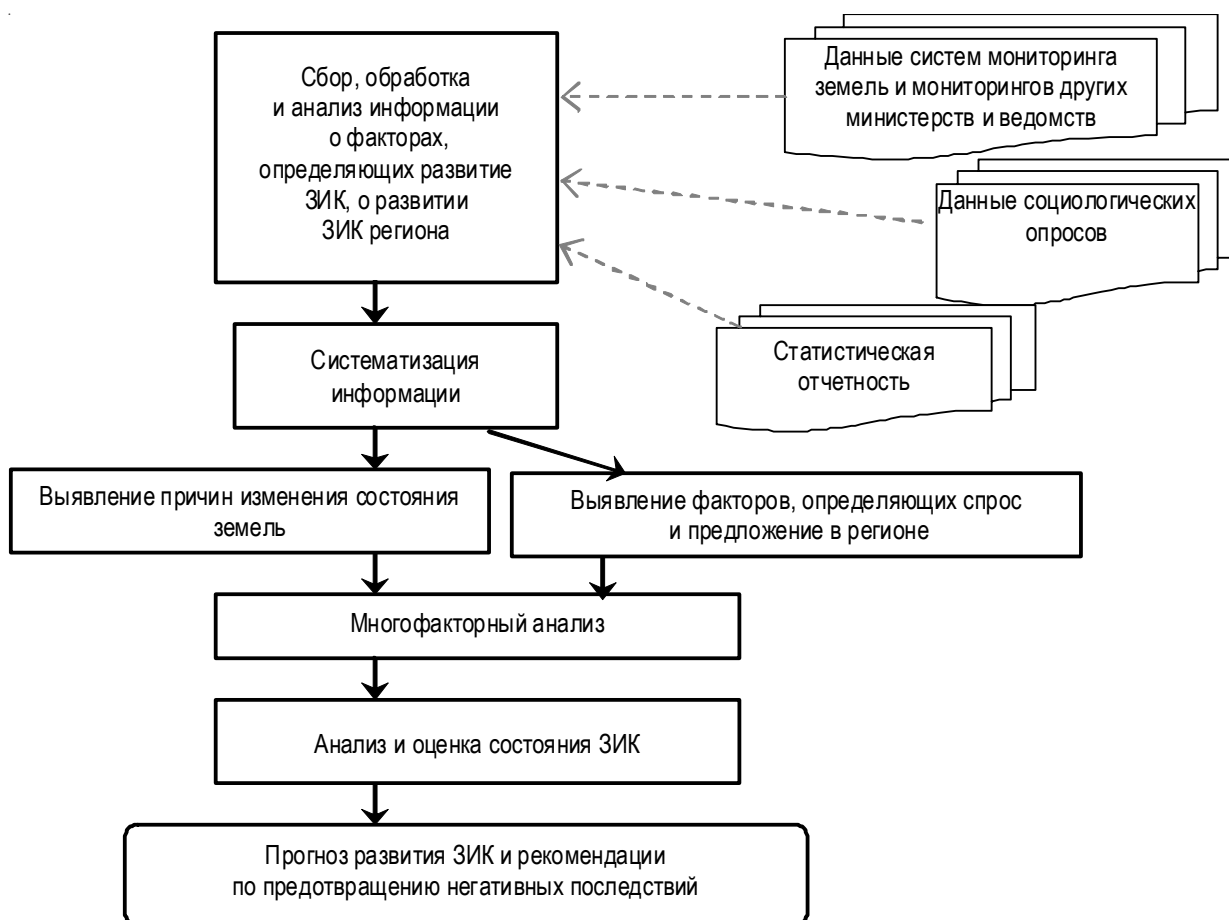 Сбор, обработка
и анализ информации
о факторах,
определяющих развитие
ЗИК, о развитии
ЗИК региона
Данные систем мониторинга
земель и мониторингов других
министерств и ведомств
Данные социологических
опросов
Статистическая
отчетность
Систематизация
информации
Выявление причин изменения состояния
земель
Выявление факторов, определяющих спрос
и предложение в регионе
Многофакторный анализ
Анализ и оценка состояния ЗИК
Прогноз развития ЗИК и рекомендации
по предотвращению негативных последствий